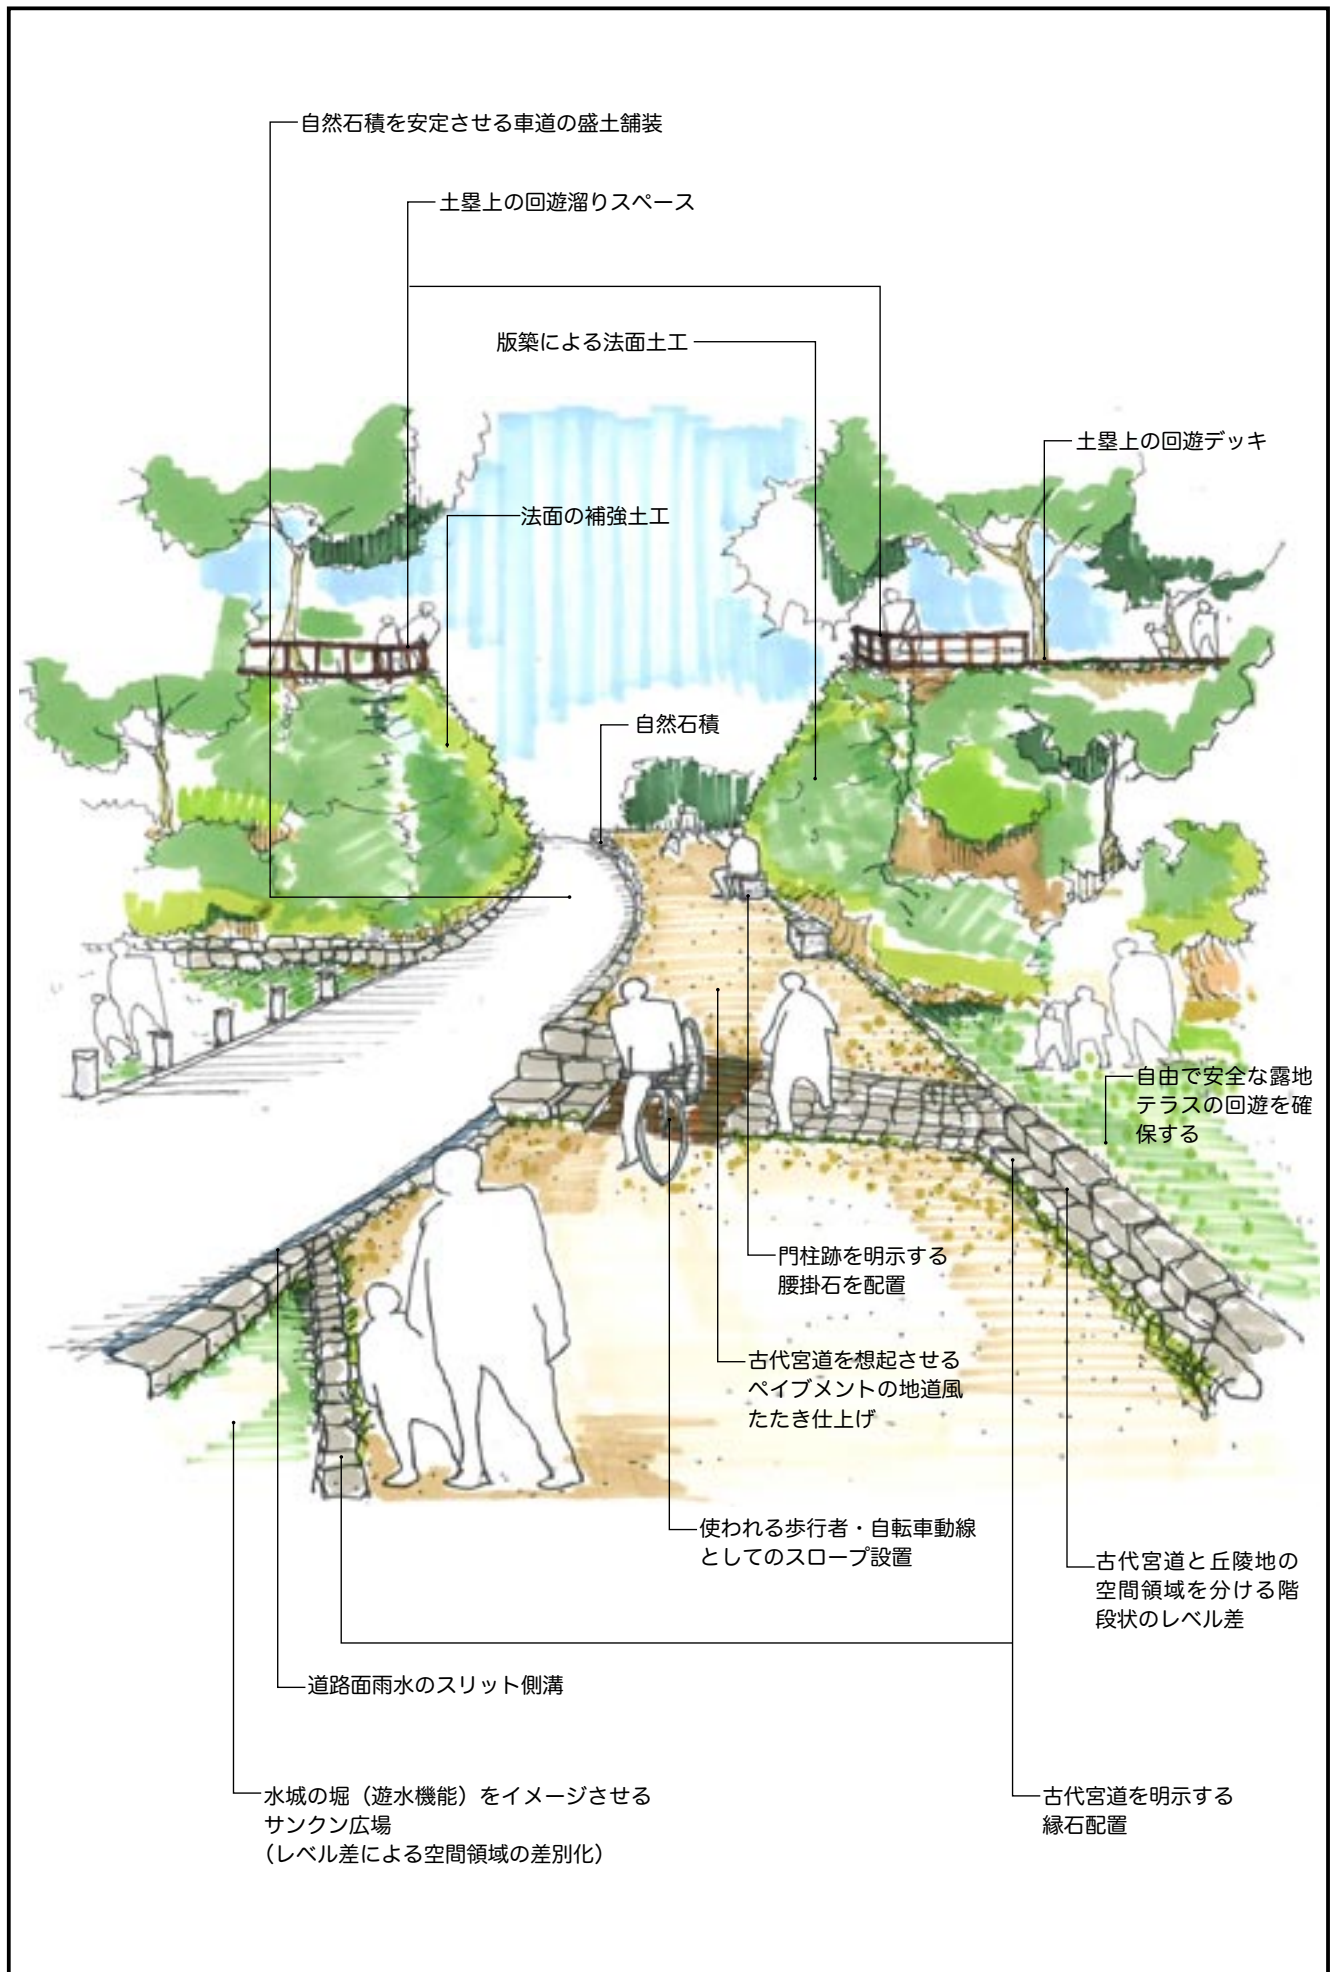 自然石積を安定させる車道の盛土舗装
土塁上の回遊溜りスペース
版築による法面土工
土塁上の回遊デッキ
法面の補強土工
自然石積
自由で安全な露地
テラスの回遊を確
保する
門柱跡を明示する
腰掛石を配置
古代宮道を想起させる
ペイブメントの地道風
たたき仕上げ
使われる歩行者・自転車動線
としてのスロープ設置
古代宮道と丘陵地の
空間領域を分ける階
段状のレベル差
道路面雨水のスリット側溝
水城の堀（遊水機能）をイメージさせる
サンクン広場
（レベル差による空間領域の差別化）
古代宮道を明示する
縁石配置